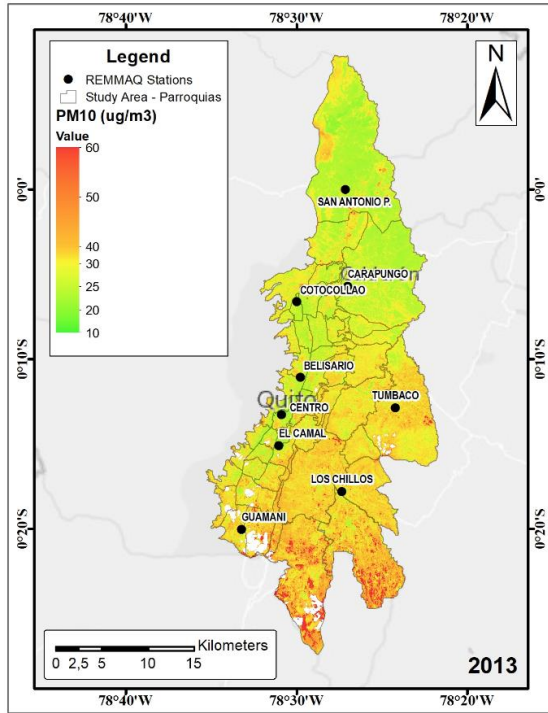 78°40'W 78°30'W 78°20'W
Legend
REMMAQ Stations
Study Area - Parroquias
PM10 (ug/m3)
Value
60
50
40
30
20
10
N
0°0'
0°0'
SAN ANTONIO P.
CARAPUNGO
COTOCOLLAO
0°10'S
0°10'S
BELISARIO
TUMBACO
Quito
CENTRO
EL CAMAL
LOS CHILLOS
GUAMANI
0°20'S
0°20'S
Kilometers
0 2,5 5 10 15
2013
78°40'W 78°30'W 78°20'W